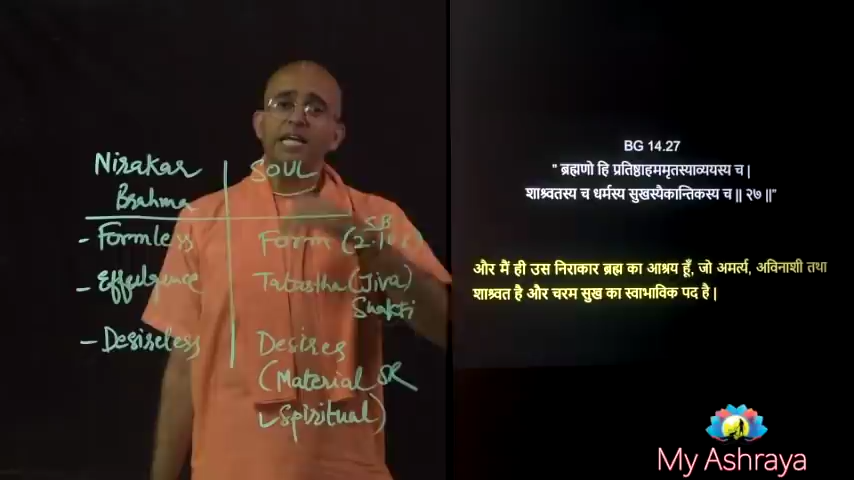 Nirakar
Brahma
SOUL
- Formless
Form (2.
SB
- Effulgence
Tatastha (Jiva)
Shakti
- Desireless
Desires
(Material OR
Spiritual)
BG 14.27
" ब्रह्मणो हि प्रतिष्ठाहममृतस्याव्ययस्य च |
शाश्र्वतस्य च धर्मस्य सुखस्यैकान्तिकस्य च || २७ ||”
और मैं ही उस निराकार ब्रह्म का आश्रय हूँ, जो अमर्त्य, अविनाशी तथा
शाश्र्वत है और चरम सुख का स्वाभाविक पद है |
My Ashraya